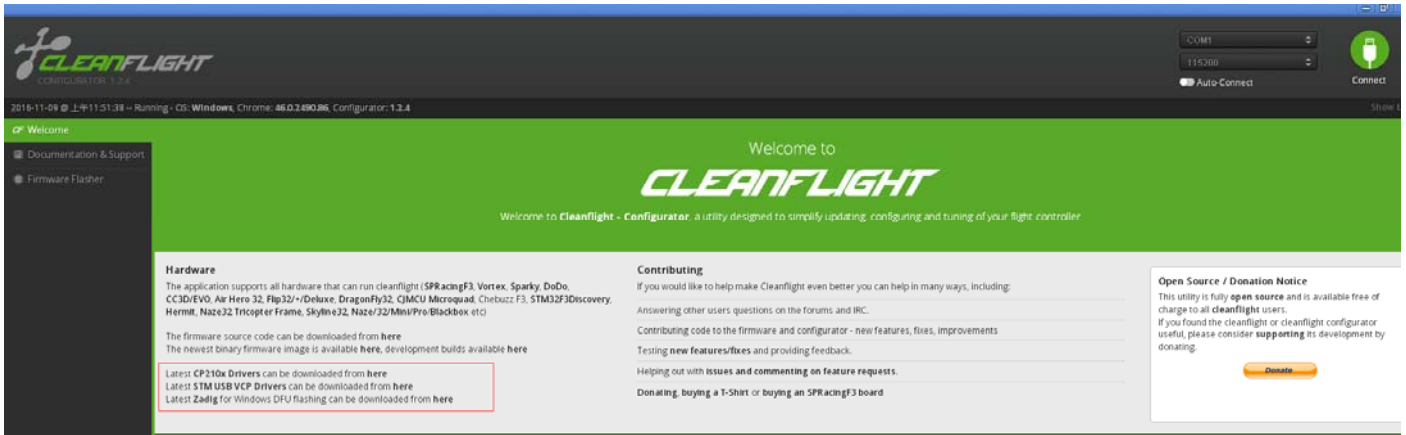 CLEANFLIGHT
CONFIGURATOR 1.2.4
COM1
115200
Auto-Connect
Connect
2016-11-09 @ 上午11:51:38 -- Running - OS: Windows, Chrome: 46.0.2490.86, Configurator: 1.2.4
Show L
CF Welcome
Documentation & Support
Firmware Flasher
Welcome to
CLEANFLIGHT
Welcome to Cleanflight - Configurator, a utility designed to simplify updating, configuring and tuning of your flight controller
Hardware
The application supports all hardware that can run cleanflight (SPRacingF3, Vortex, Sparky, DoDo,
CC3D/EVO, Air Hero 32, Flip32/+/Deluxe, DragonFly32, CJMCU Microquad, Chebuzz F3, STM32F3Discovery,
Hermit, Naze32 Tricopter Frame, Skyline32, Naze/32/Mini/Pro/Blackbox etc)
The firmware source code can be downloaded from here
The newest binary firmware image is available here, development builds available here
Latest CP210x Drivers can be downloaded from here
Latest STM USB VCP Drivers can be downloaded from here
Latest Zadig for Windows DFU flashing can be downloaded from here
Contributing
If you would like to help make Cleanflight even better you can help in many ways, including:
Answering other users questions on the forums and IRC.
Contributing code to the firmware and configurator - new features, fixes, improvements
Testing new features/fixes and providing feedback.
Helping out with issues and commenting on feature requests.
Donating, buying a T-Shirt or buying an SPRacingF3 board
Open Source / Donation Notice
This utility is fully open source and is available free of
charge to all cleanflight users.
If you found the cleanflight or cleanflight configurator
useful, please consider supporting its development by
donating.
Donate